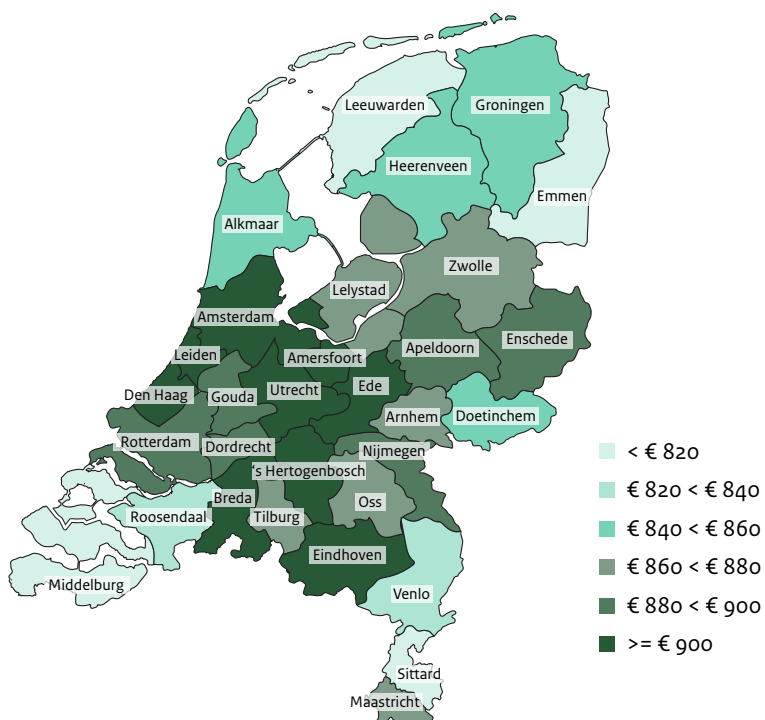 Leeuwarden
Groningen
Heerenveen
Emmen
Alkmaar
Zwolle
Lelystad
Amsterdam
Enschede
Apeldoorn
Leiden
Amersfoort
Ede
Utrecht
Den Haag
Gouda
Arnhem
Doetinchem
Rotterdam
Dordrecht
Nijmegen
's Hertogenbosch
Breda
Oss
Roosendaal
Tilburg
Eindhoven
Middelburg
Venlo
Sittard
Maastricht
< € 820
€ 820 < € 840
€ 840 < € 860
€ 860 < € 880
€ 880 < € 900
>= € 900